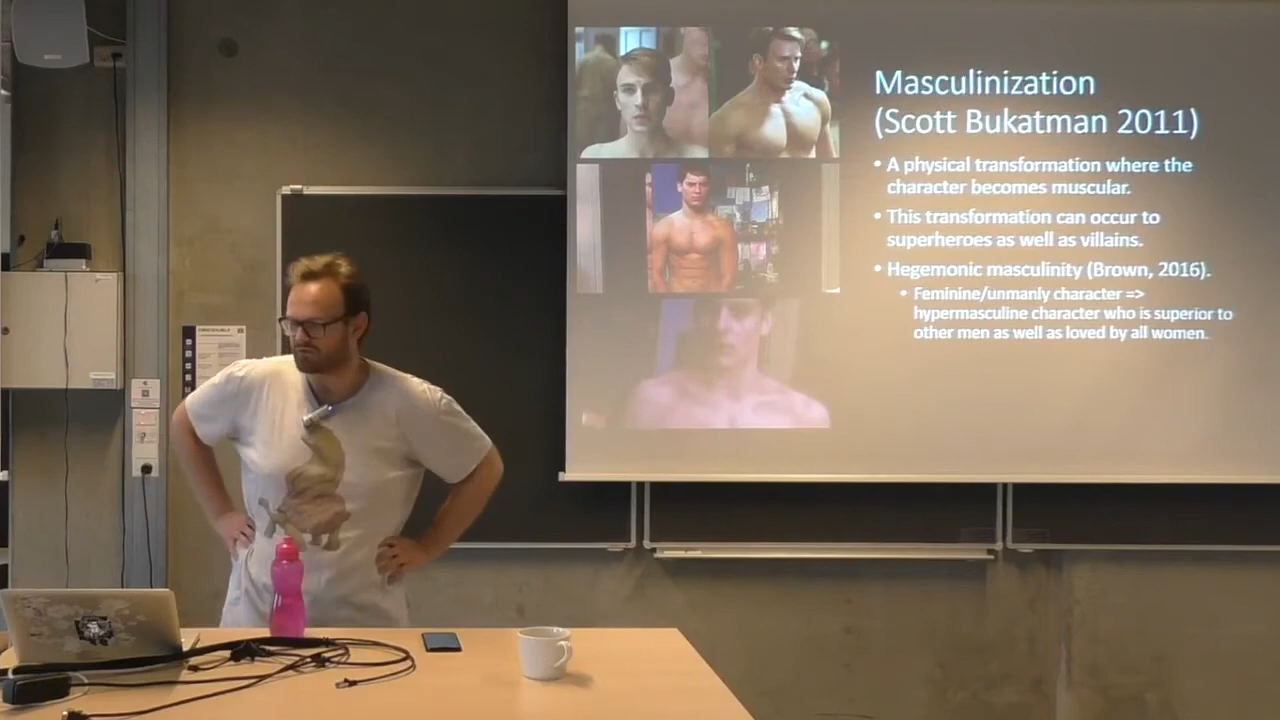 Masculinization
(Scott Bukatman 2011)
• A physical transformation where the
character becomes muscular.
• This transformation can occur to
superheroes as well as villains.
• Hegemonic masculinity (Brown, 2016).
• Feminine/unmanly character =>
hypermasculine character who is superior to
other men as well as loved by all women.